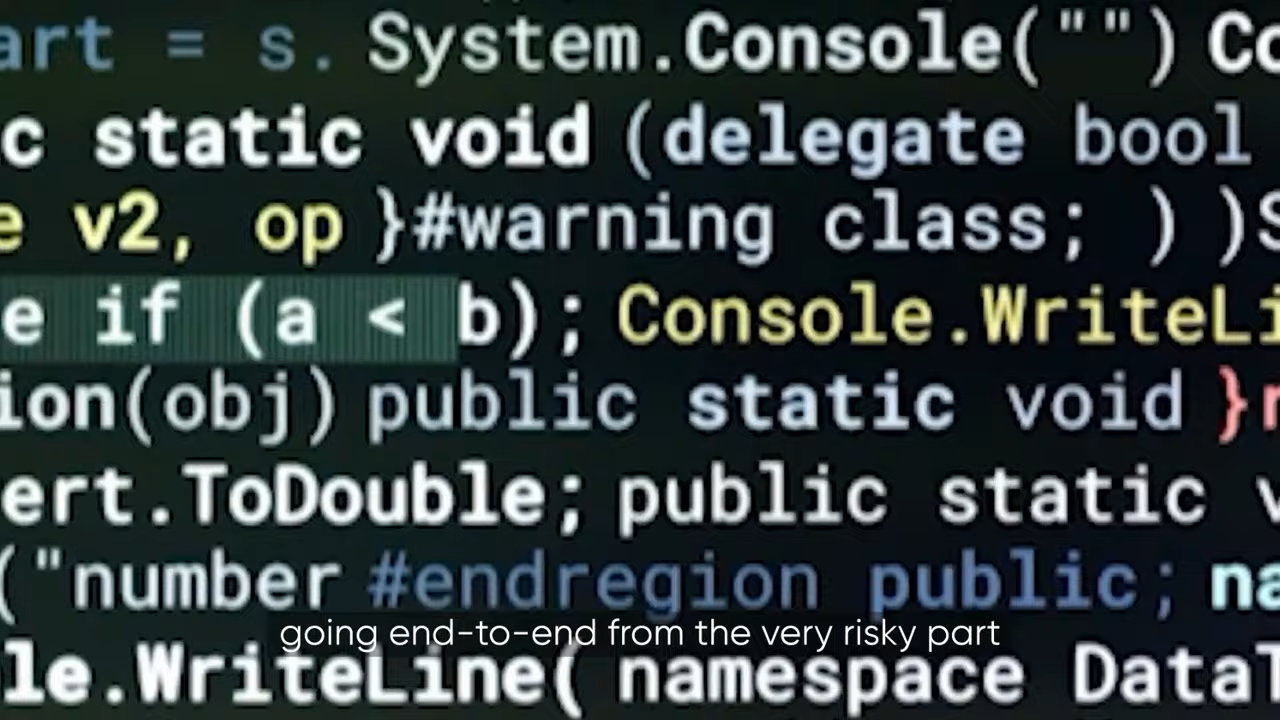 art = s. System.Console("") Co
c static void (delegate bool
e v2, op }#warning class; ) )S
e if (a < b); Console.WriteLi
ion(obj) public static void }r
ert.ToDouble; public static v
("number #endregion public; na
going end-to-end from the very risky part
le.WriteLine( namespace DataT